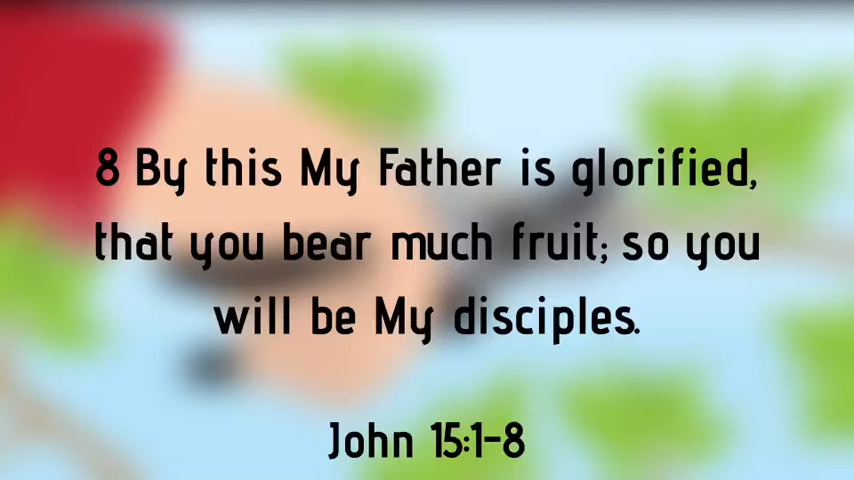 8 By this My Father is glorified,
that you bear much fruit; so you
will be My disciples.
John 15:1-8